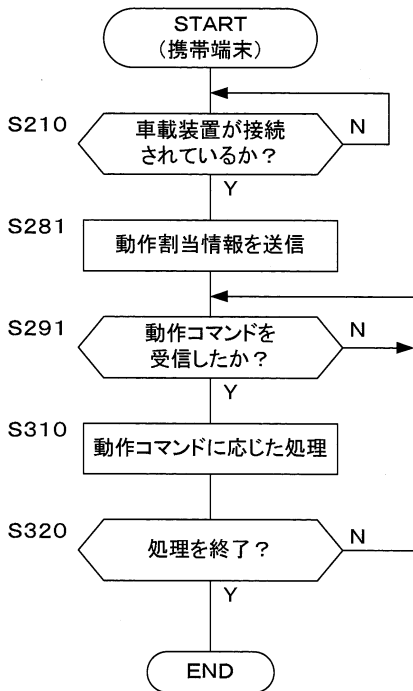 START
（携帯端末）
S210
車載装置が接続
されているか？
N
Y
S281
動作割当情報を送信
S291
動作コマンドを
受信したか？
N
Y
S310
動作コマンドに応じた処理
S320
処理を終了？
N
Y
END